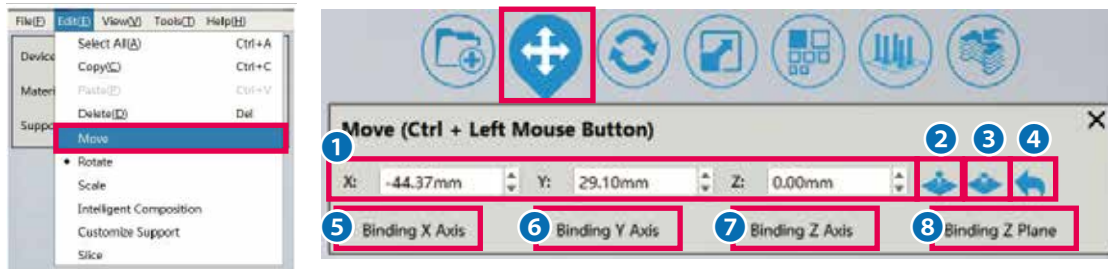 File(F) Edit(E) View(V) Tools(T) Help(H)
Select All(A) Ctrl+A
Device
Copy(C) Ctrl+C
Materi
Paste(P) Ctrl+V
Delete(D) Del
Suppo
Move
Rotate
Scale
Intelligent Composition
Customize Support
Slice
Move (Ctrl + Left Mouse Button)
1 2 3 4
X: -44.37mm Y: 29.10mm Z: 0.00mm
5 Binding X Axis 6 Binding Y Axis 7 Binding Z Axis 8 Binding Z Plane